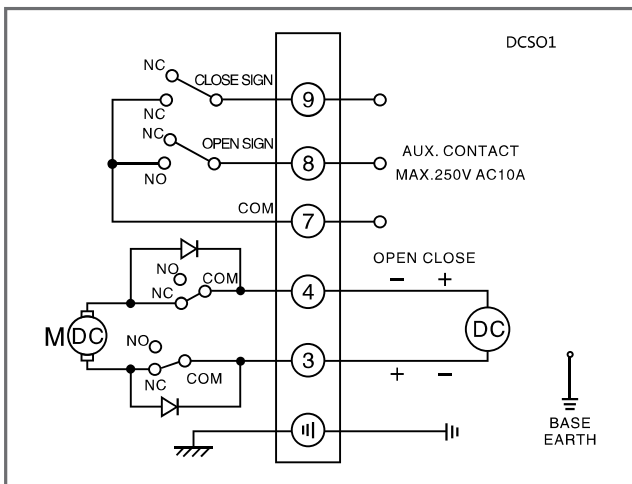 DCSO1
NC
CLOSE SIGN
9
NC
NC
OPEN SIGN
8
AUX. CONTACT
NO
MAX.250V AC10A
COM
7
OPEN CLOSE
NO
COM
4
− +
NC
M DC
DC
NO
3
COM
+ −
NC
BASE
EARTH